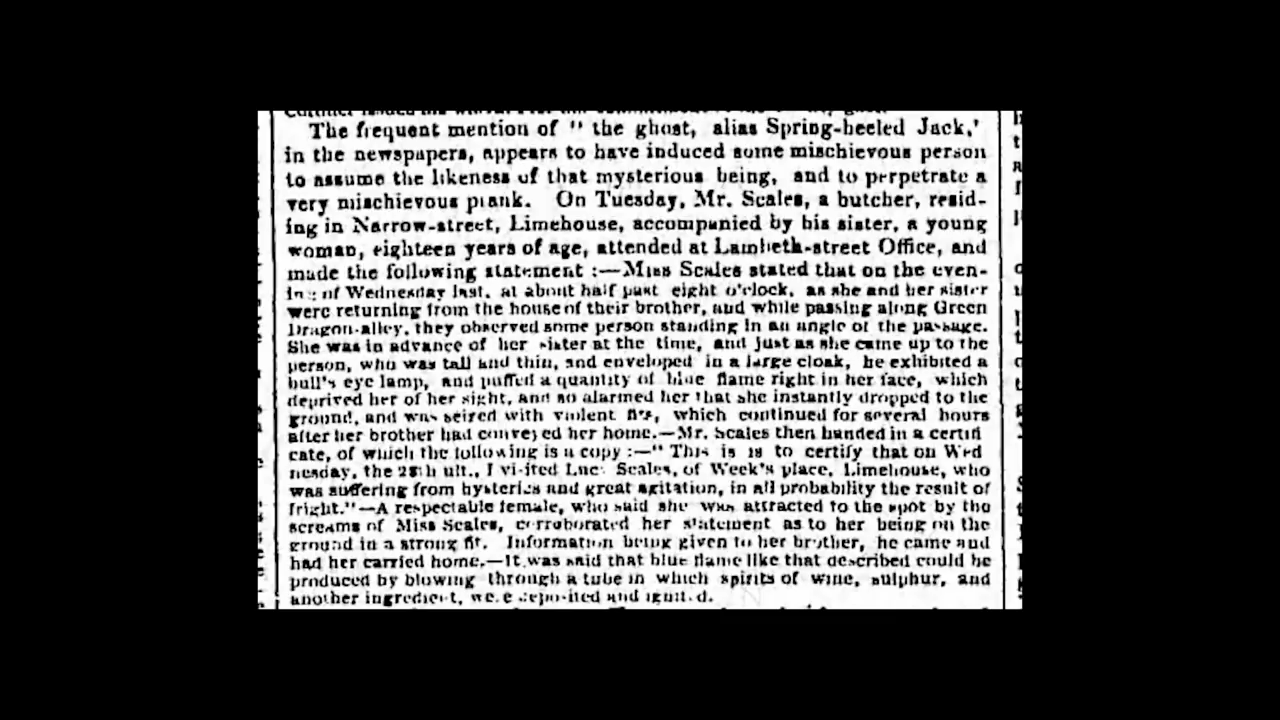 The frequent mention of " the ghost, alias Spring-heeled Jack,'
in the newspapers, appears to have induced some mischievous person
to assume the likeness of that mysterious being, and to perpetrate a
very mischievous prank. On Tuesday, Mr. Scales, a butcher, resid-
ing in Narrow-street, Limehouse, accompanied by his sister, a young
woman, eighteen years of age, attended at Lambeth-street Office, and
made the following statement :—Miss Scales stated that on the even-
ing of Wednesday last, at about half past eight o'clock, as she and her sister
were returning from the house of their brother, and while passing along Green
Dragon-alley, they observed some person standing in an angle of the passage.
She was in advance of her sister at the time, and just as she came up to the
person, who was tall and thin, and enveloped in a large cloak, he exhibited a
bull's eye lamp, and puffed a quantity of blue flame right in her face, which
deprived her of her sight, and so alarmed her that she instantly dropped to the
ground, and was seized with violent fits, which continued for several hours
after her brother had conveyed her home.—Mr. Scales then handed in a certifi
cate, of which the following is a copy :—" This is is to certify that on Wed
nesday, the 28th ult., I visited Lucy Scales, of Week's place, Limehouse, who
was suffering from hysterics and great agitation, in all probability the result of
fright."—A respectable female, who said she was attracted to the spot by the
screams of Miss Scales, corroborated her statement as to her being on the
ground in a strong fit. Information being given to her brother, he came and
had her carried home.—It was said that blue flame like that described could be
produced by blowing through a tube in which spirits of wine, sulphur, and
another ingredient, were deposited and ignited.